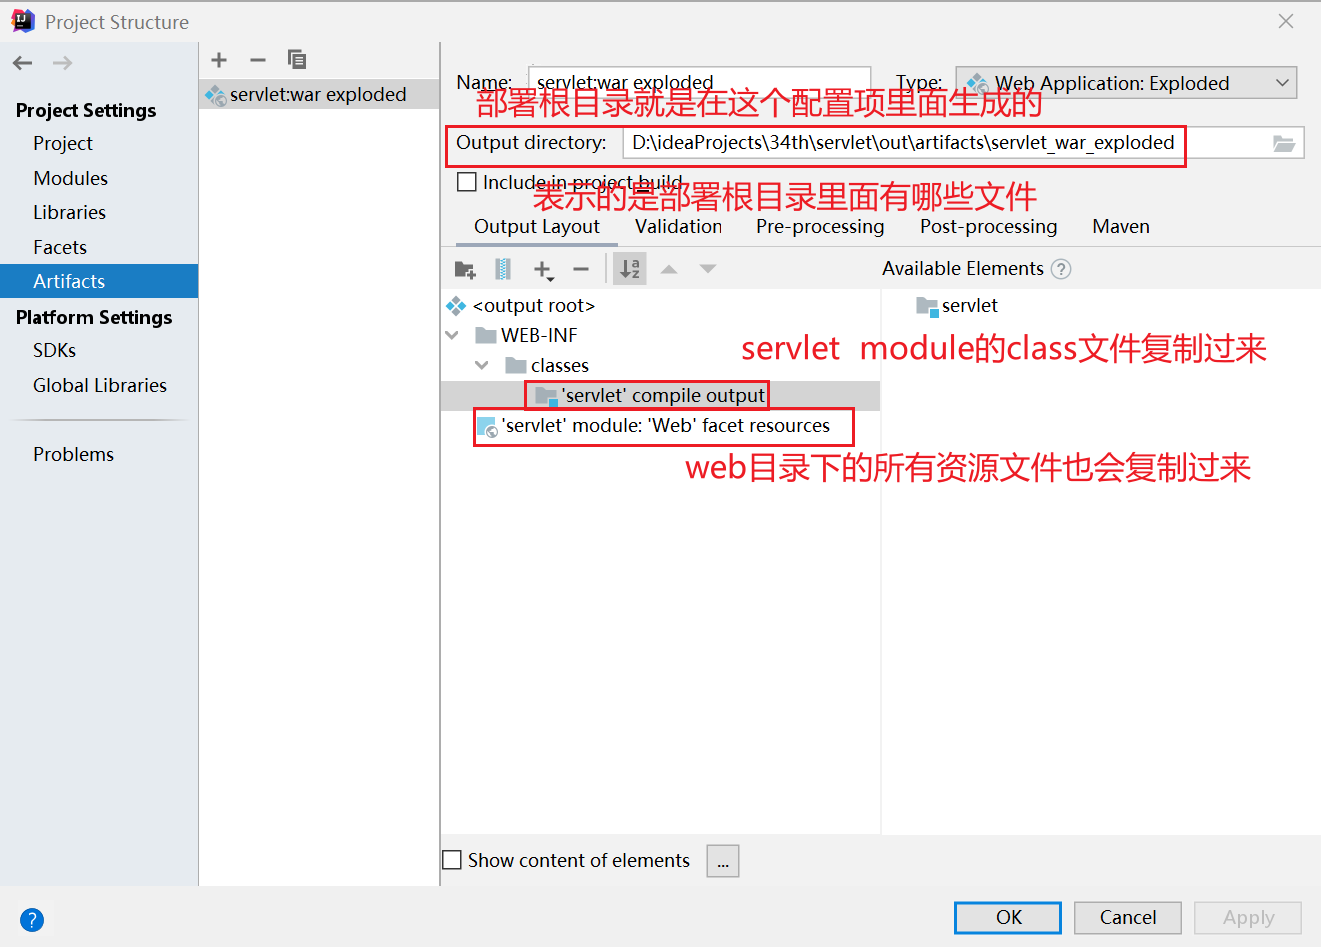 Project Structure
Project Settings
Project
Modules
Libraries
Facets
Artifacts
Platform Settings
SDKs
Global Libraries
Problems
servlet:war exploded
Name: servlet:war exploded
Type: Web Application: Exploded
部署根目录就是在这个配置项里面生成的
Output directory: D:\ideaProjects\34th\servlet\out\artifacts\servlet_war_exploded
Include in project build
表示的是部署根目录里面有哪些文件
Output Layout Validation Pre-processing Post-processing Maven
Available Elements ?
<output root>
WEB-INF
classes
'servlet' compile output
'servlet' module: 'Web' facet resources
servlet
servlet module的class文件复制过来
web目录下的所有资源文件也会复制过来
Show content of elements ...
? OK Cancel Apply